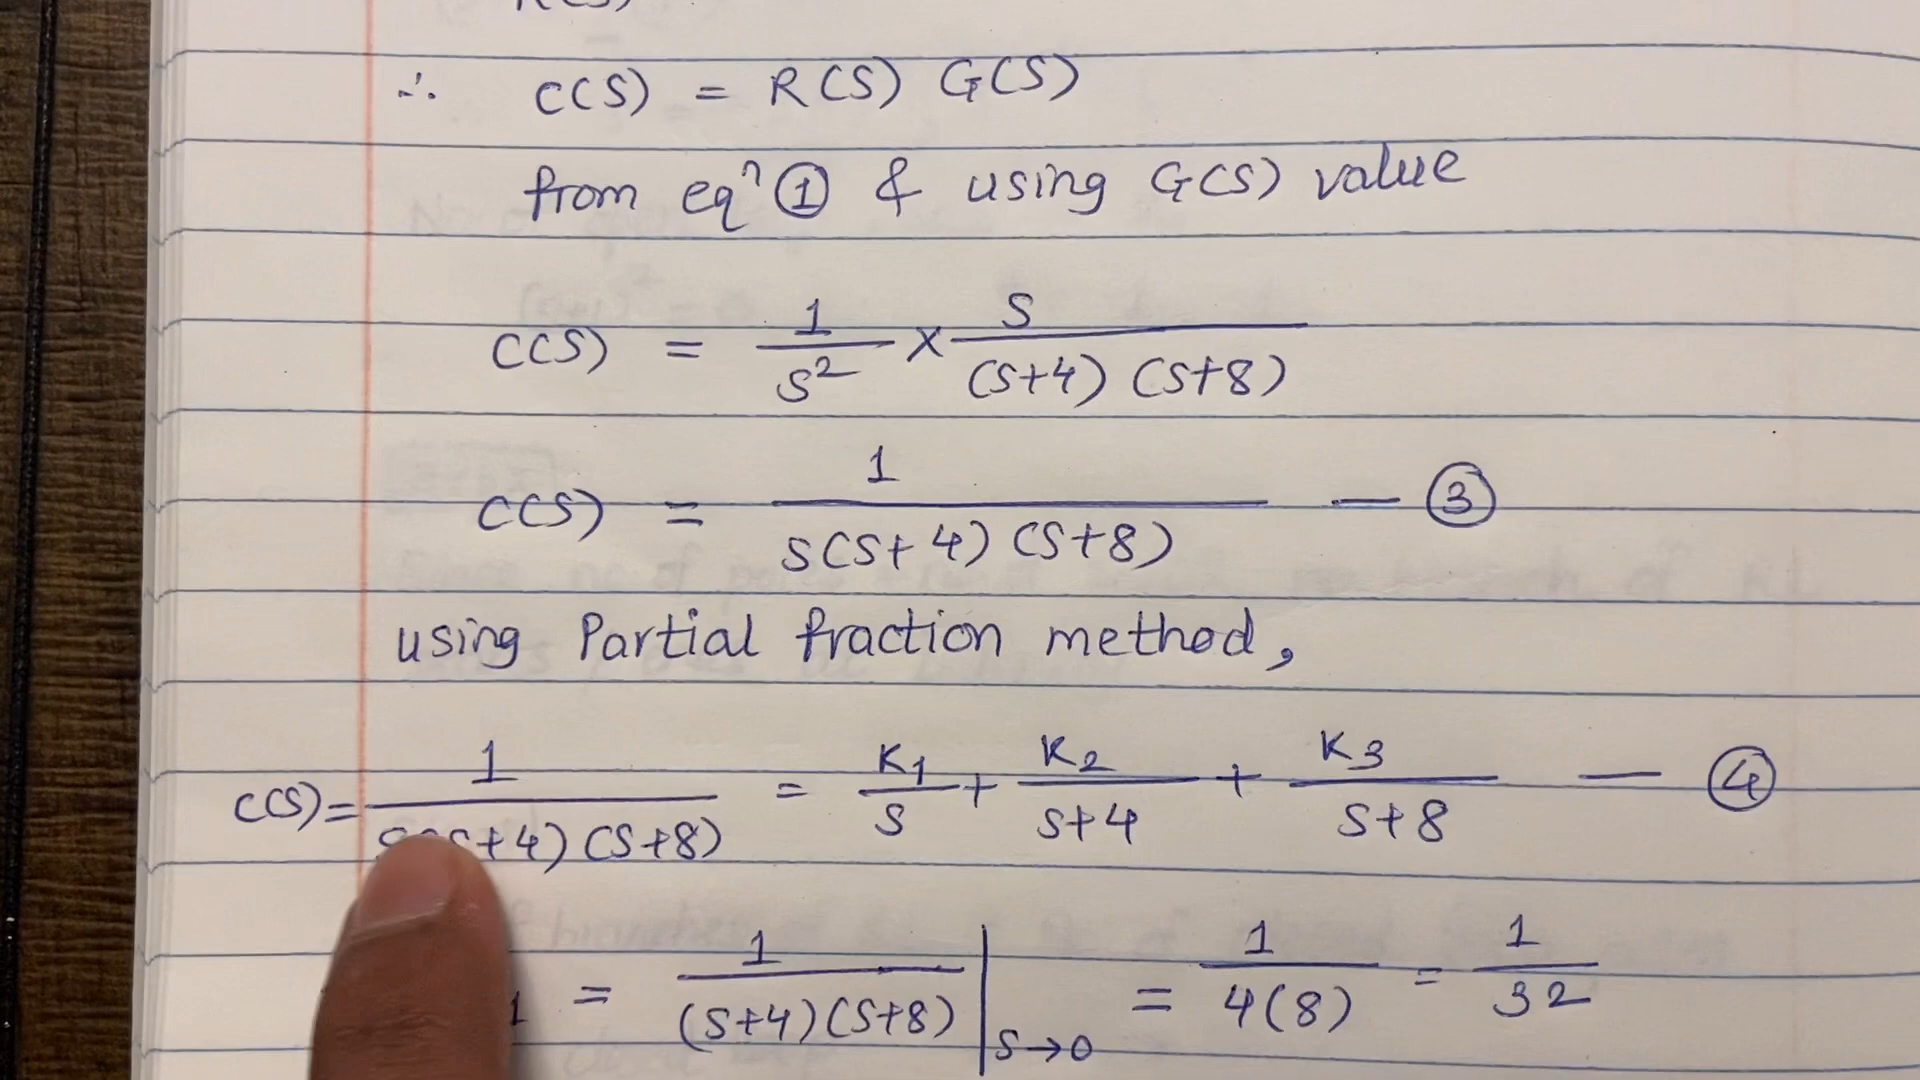 ∴ C(S) = R(S) G(S)
from eqⁿ ① & using G(S) value
C(S) = 1/S² × S/((S+4) (S+8))
C(S) = 1/(S(S+4) (S+8)) — ③
using Partial fraction method,
C(S) = 1/(S(S+4) (S+8)) = K1/S + K2/(S+4) + K3/(S+8) — ④
1 = 1/((S+4)(S+8)) | S→0 = 1/(4(8)) = 1/32